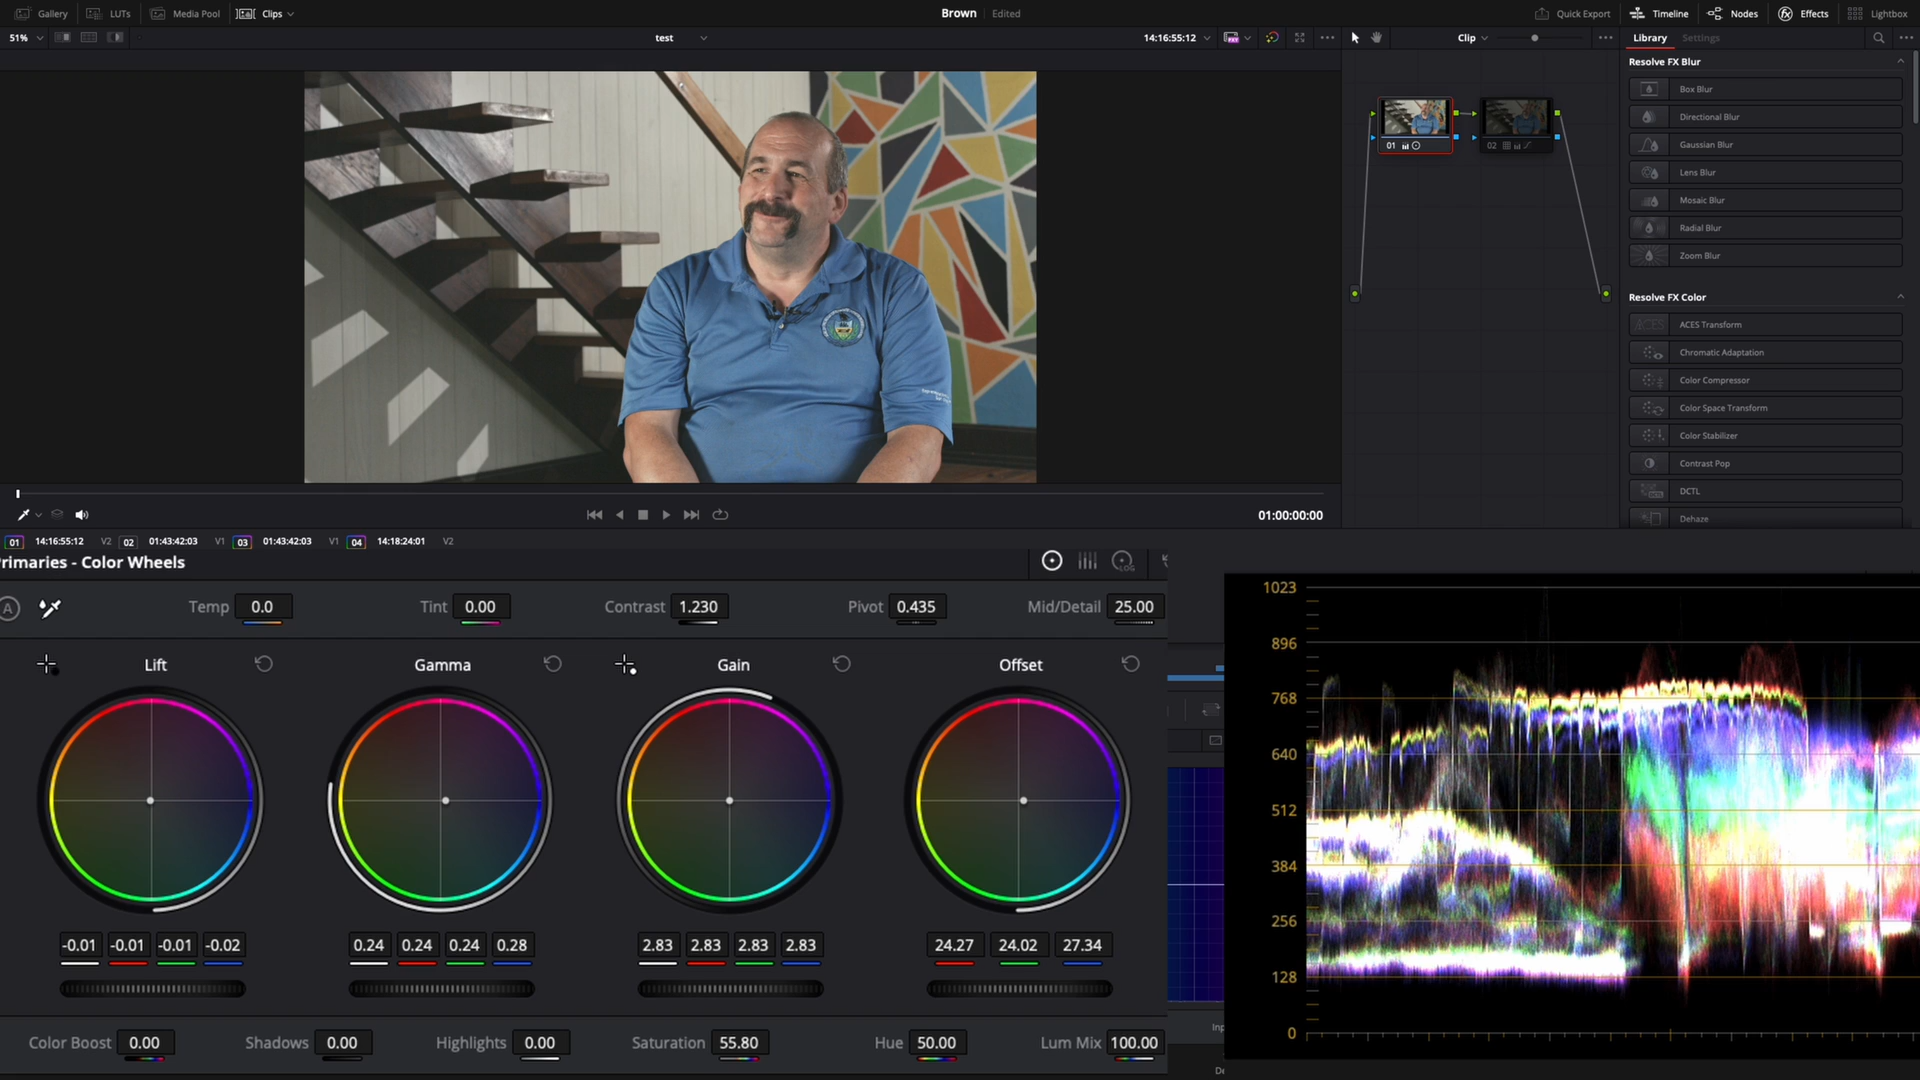 Gallery LUTs Media Pool Clips Brown Edited Quick Export Timeline Nodes Effects Lightbox
51% test 14:16:55:12 Clip Library Settings
Resolve FX Blur
Box Blur
Directional Blur
Gaussian Blur
Lens Blur
Mosaic Blur
Radial Blur
Zoom Blur
01 02
Resolve FX Color
ACES Transform
Chromatic Adaptation
Color Compressor
Color Space Transform
Color Stabilizer
Contrast Pop
DCTL
Dehaze
01:00:00:00
01 14:16:55:12 V2 02 01:43:42:03 V1 03 01:43:42:03 V1 04 14:18:24:01 V2
rimaries - Color Wheels
LOG
A Temp 0.0 Tint 0.00 Contrast 1.230 Pivot 0.435 Mid/Detail 25.00
Lift Gamma Gain Offset
-0.01 -0.01 -0.01 -0.02 0.24 0.24 0.24 0.28 2.83 2.83 2.83 2.83 24.27 24.02 27.34
Color Boost 0.00 Shadows 0.00 Highlights 0.00 Saturation 55.80 Hue 50.00 Lum Mix 100.00
1023
896
768
640
512
384
256
128
0
Inp
De